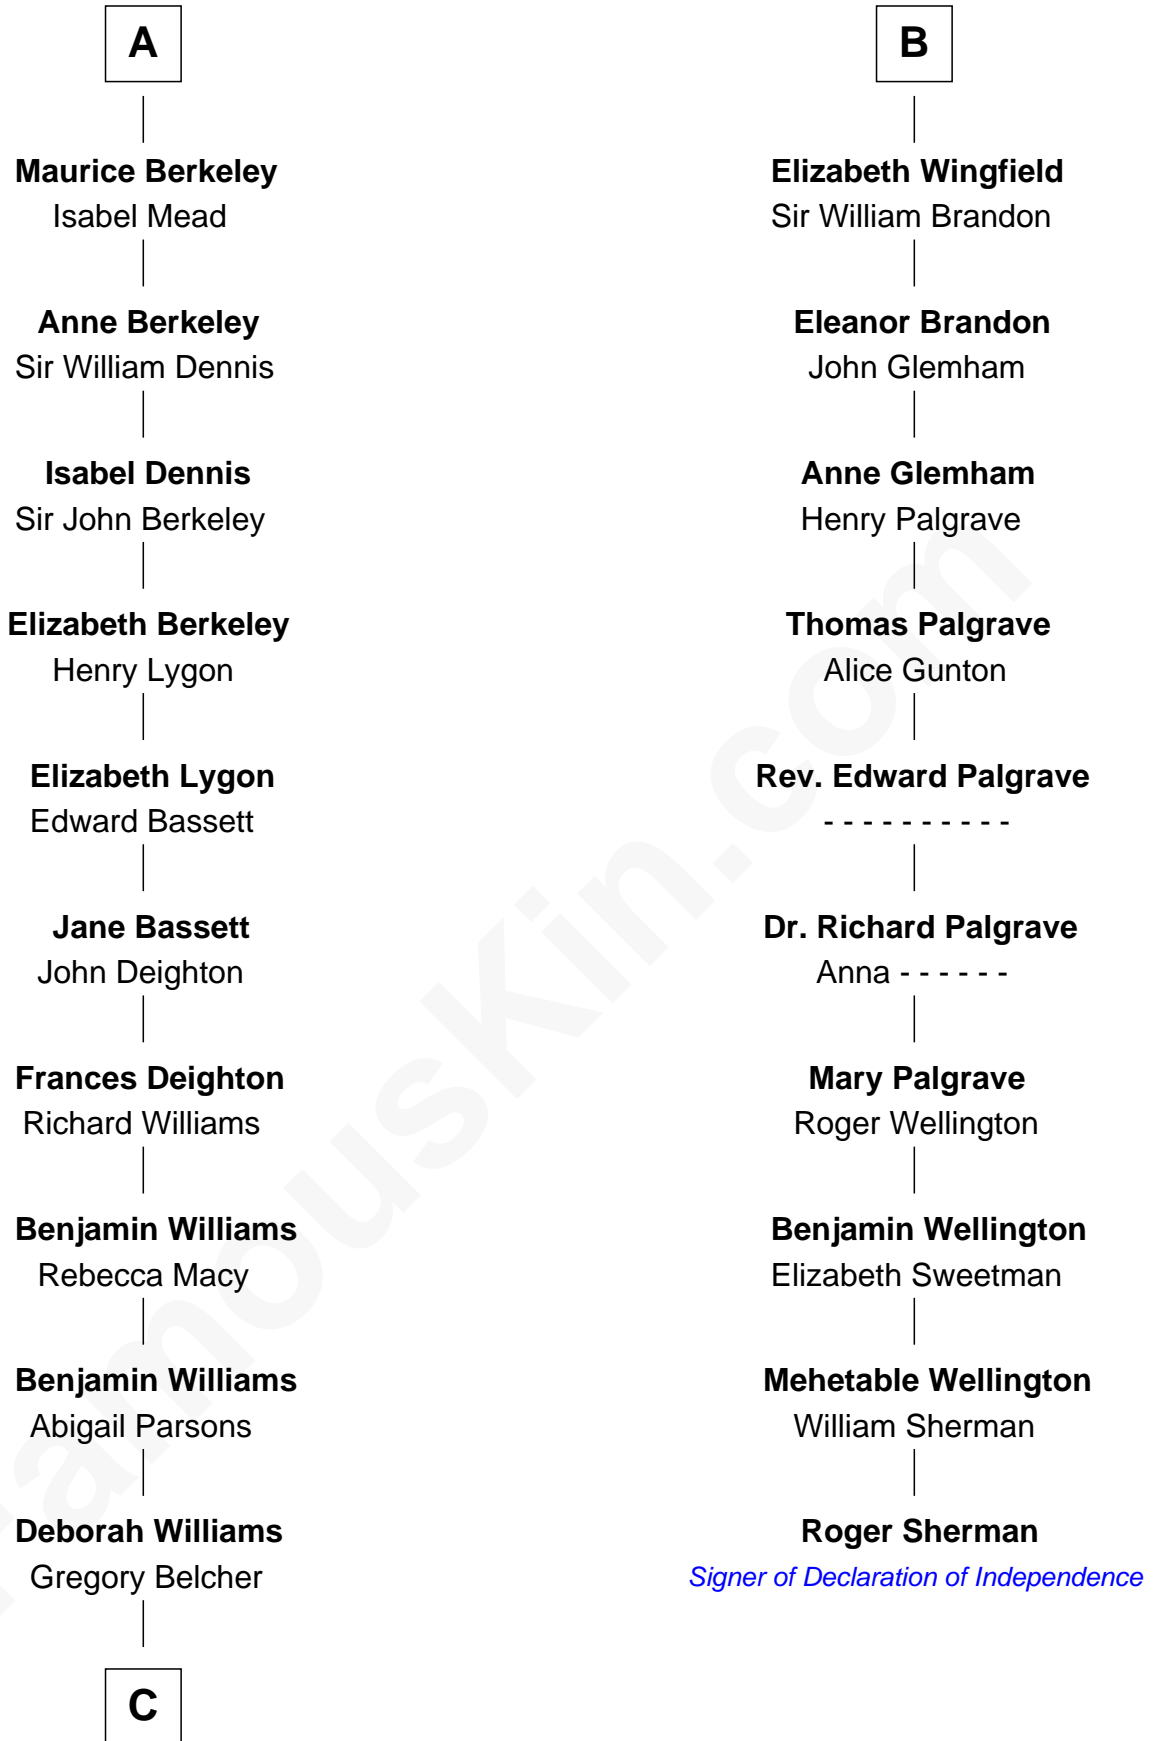 A
Maurice Berkeley
Isabel Mead
Anne Berkeley
Sir William Dennis
Isabel Dennis
Sir John Berkeley
Elizabeth Berkeley
Henry Lygon
Elizabeth Lygon
Edward Bassett
Jane Bassett
John Deighton
Frances Deighton
Richard Williams
Benjamin Williams
Rebecca Macy
Benjamin Williams
Abigail Parsons
Deborah Williams
Gregory Belcher
C
B
Elizabeth Wingfield
Sir William Brandon
Eleanor Brandon
John Glemham
Anne Glemham
Henry Palgrave
Thomas Palgrave
Alice Gunton
Rev. Edward Palgrave
- - - - - - - - - -
Dr. Richard Palgrave
Anna - - - - - -
Mary Palgrave
Roger Wellington
Benjamin Wellington
Elizabeth Sweetman
Mehetable Wellington
William Sherman
Roger Sherman
Signer of Declaration of Independence
FamousKin.com